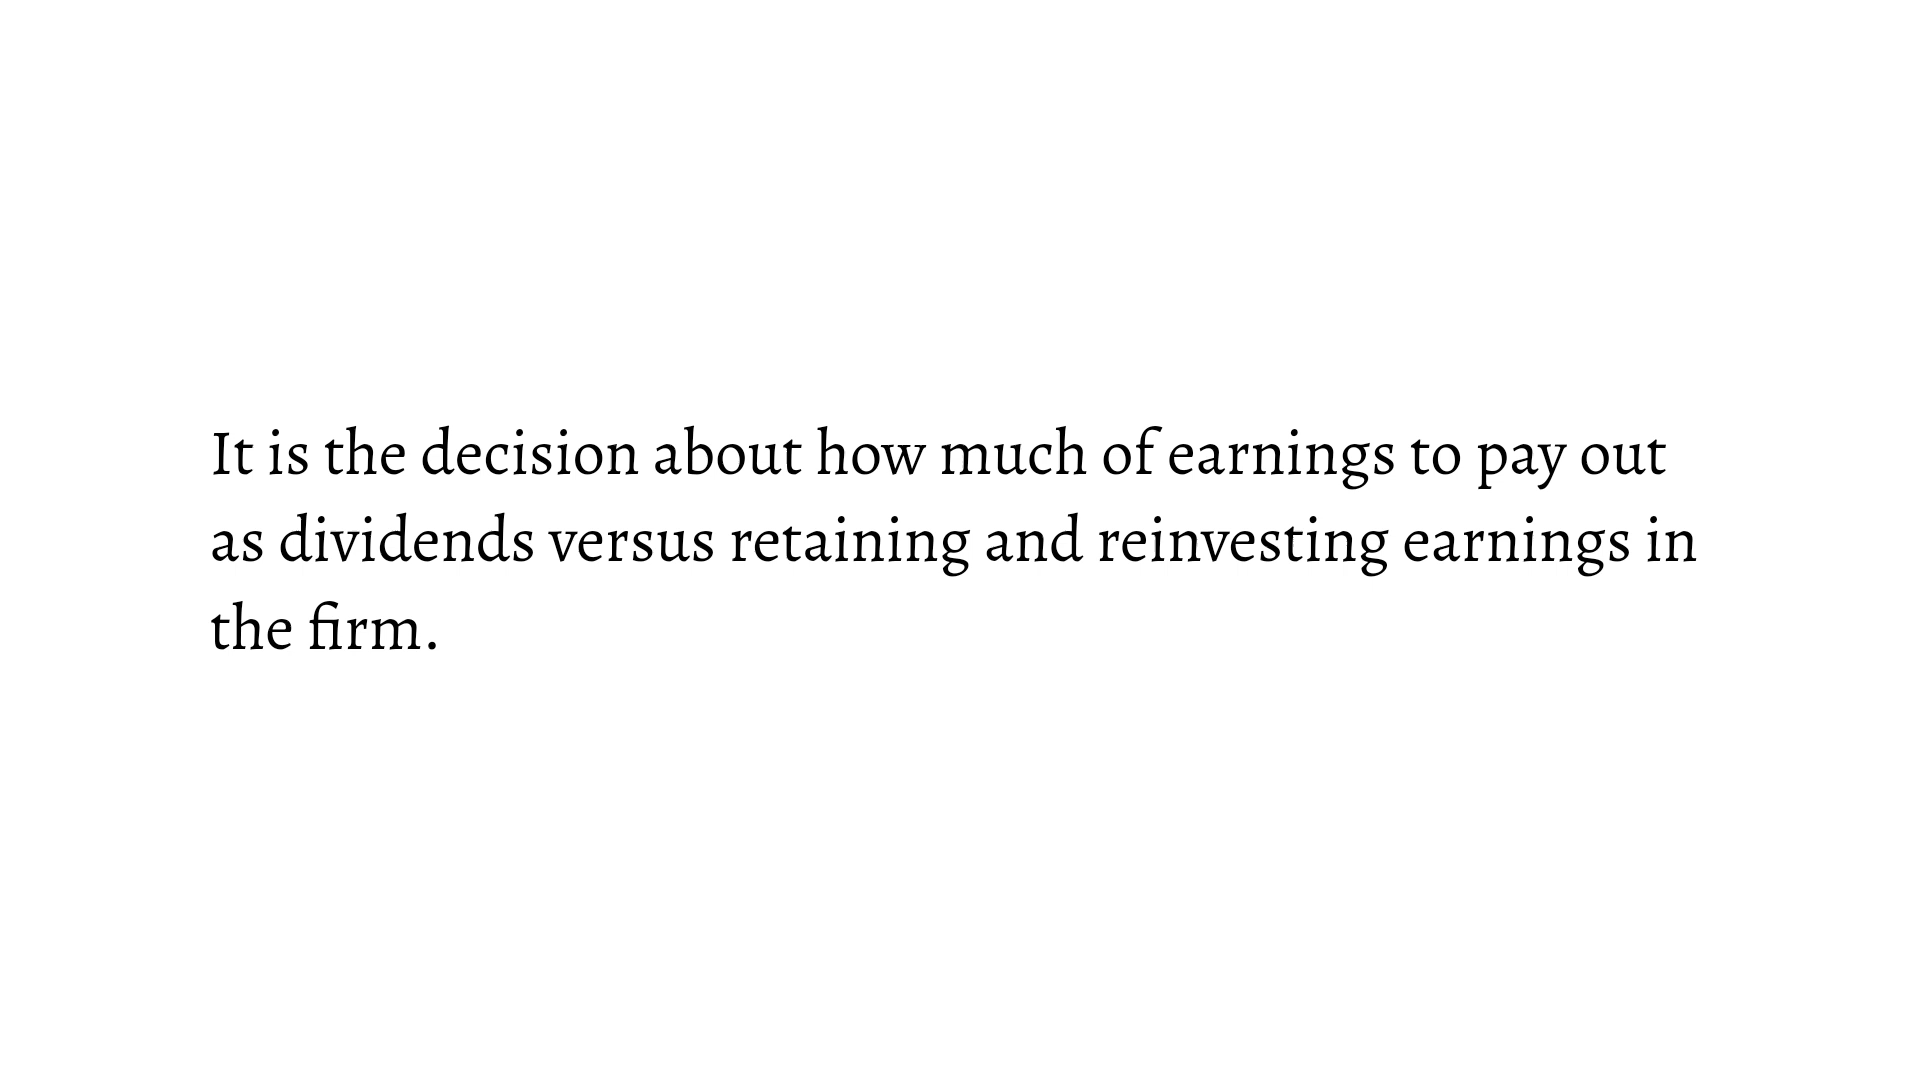 It is the decision about how much of earnings to pay out
as dividends versus retaining and reinvesting earnings in
the firm.